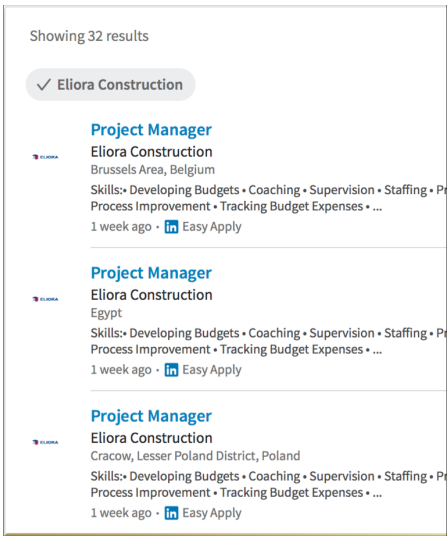 Showing 32 results
✓ Eliora Construction
Project Manager
ELIORA
Eliora Construction
Brussels Area, Belgium
Skills:• Developing Budgets • Coaching • Supervision • Staffing • Pr
Process Improvement • Tracking Budget Expenses • ...
1 week ago • in Easy Apply
Project Manager
ELIORA
Eliora Construction
Egypt
Skills:• Developing Budgets • Coaching • Supervision • Staffing • Pr
Process Improvement • Tracking Budget Expenses • ...
1 week ago • in Easy Apply
Project Manager
ELIORA
Eliora Construction
Cracow, Lesser Poland District, Poland
Skills:• Developing Budgets • Coaching • Supervision • Staffing • Pr
Process Improvement • Tracking Budget Expenses • ...
1 week ago • in Easy Apply